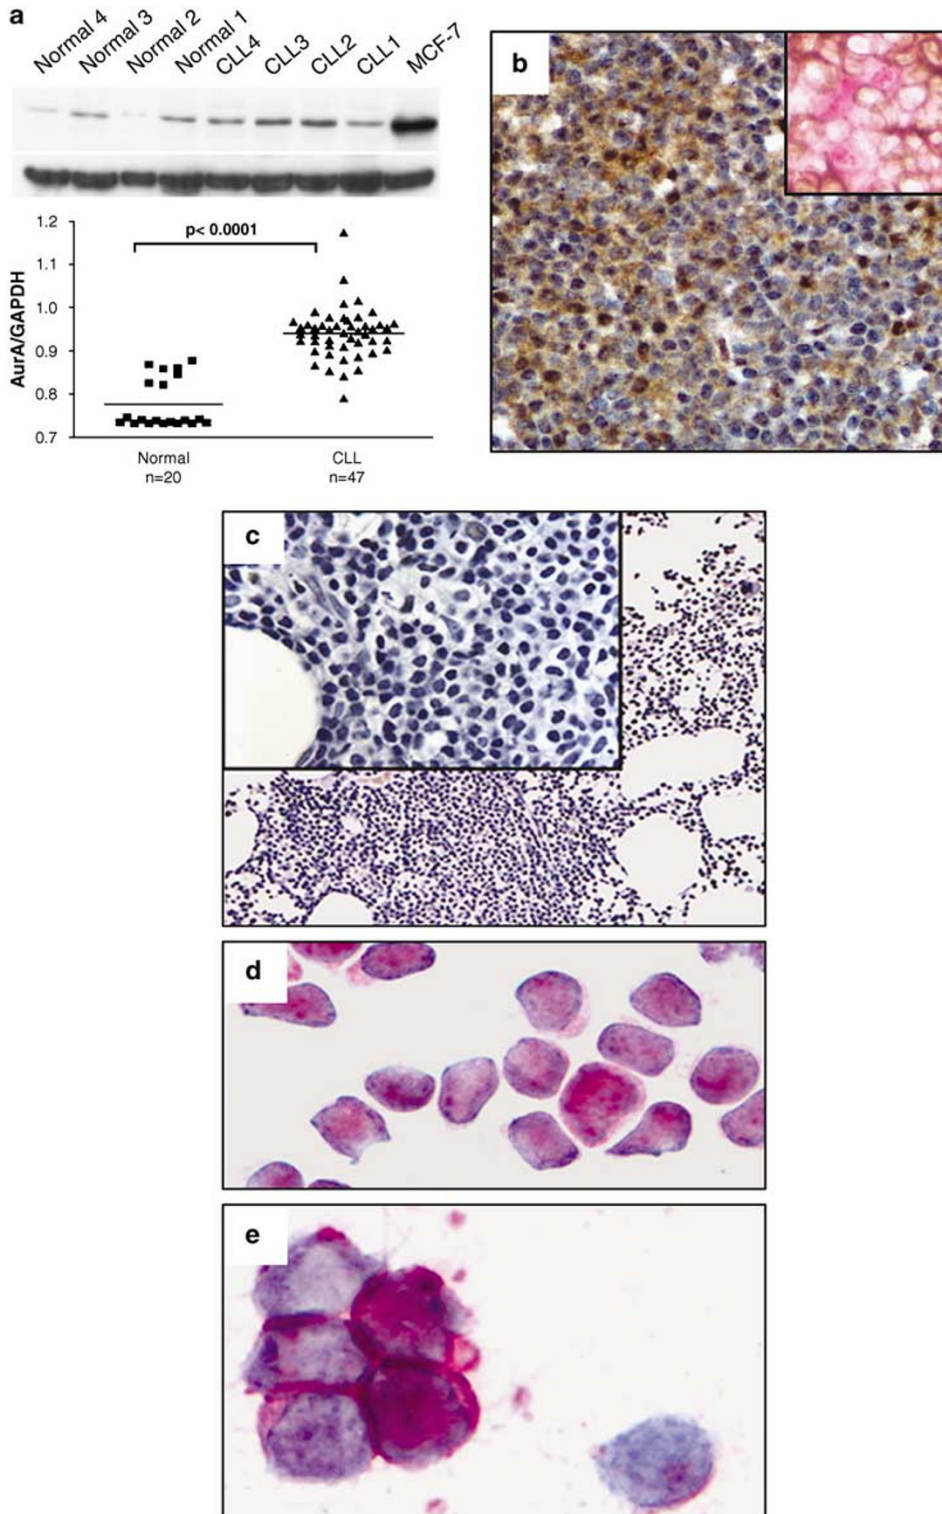 a
Normal 4
Normal 3
Normal 2
Normal 1
CLL4
CLL3
CLL2
CLL1
MCF-7
1.2
1.1
1.0
0.9
0.8
0.7
AurA/GAPDH
p< 0.0001
Normal
n=20
CLL
n=47
b
c
d
e